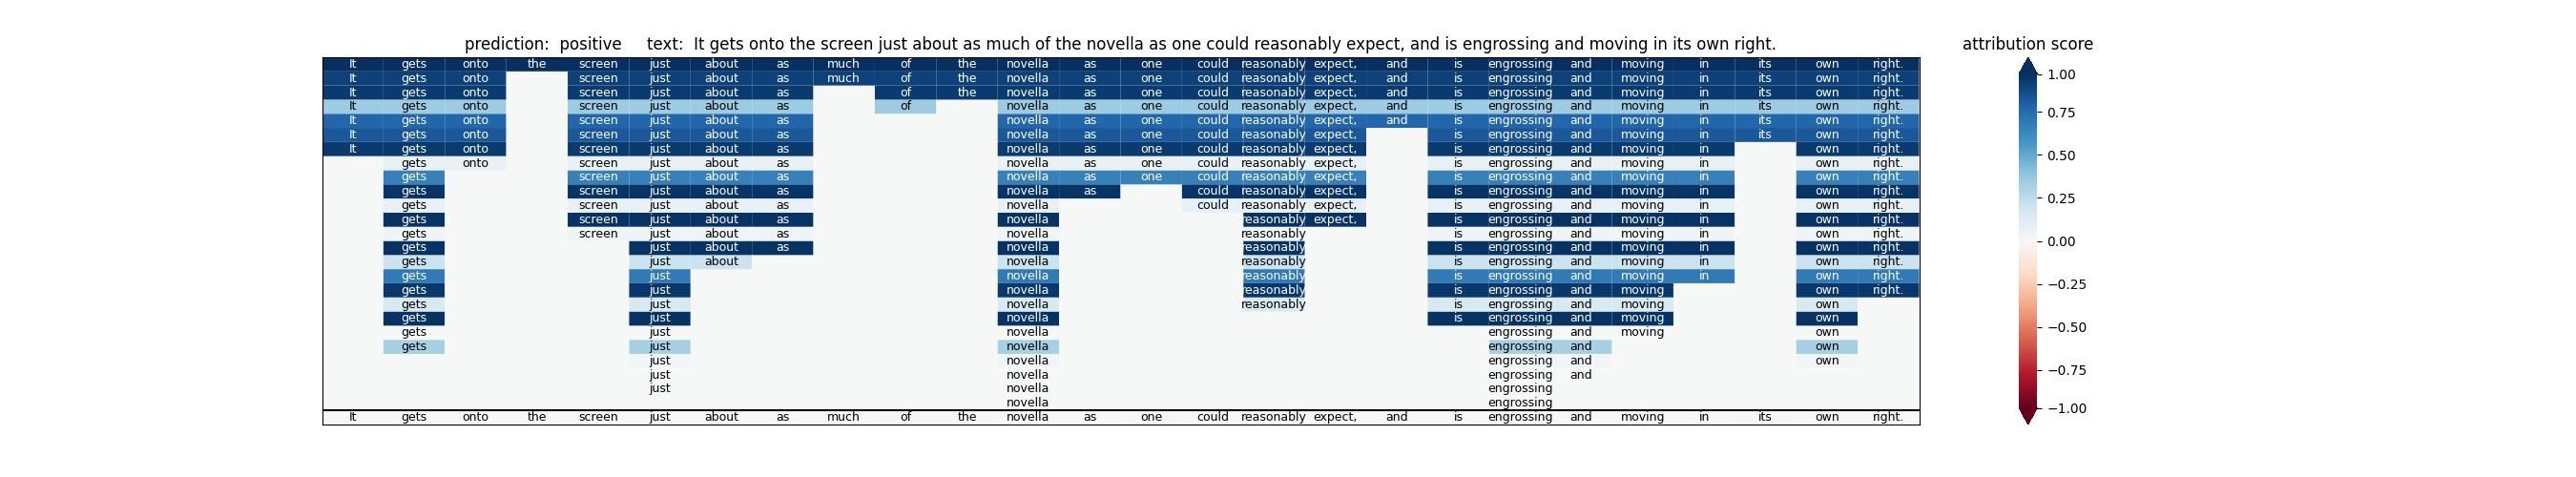 prediction: positive text: It gets onto the screen just about as much of the novella as one could reasonably expect, and is engrossing and moving in its own right.
attribution score
It gets onto the screen just about as much of the novella as one could reasonably expect, and is engrossing and moving in its own right.
It gets onto screen just about as much of the novella as one could reasonably expect, and is engrossing and moving in its own right.
It gets onto screen just about as of the novella as one could reasonably expect, and is engrossing and moving in its own right.
It gets onto screen just about as of novella as one could reasonably expect, and is engrossing and moving in its own right.
It gets onto screen just about as novella as one could reasonably expect, and is engrossing and moving in its own right.
It gets onto screen just about as novella as one could reasonably expect, is engrossing and moving in its own right.
It gets onto screen just about as novella as one could reasonably expect, is engrossing and moving in own right.
gets onto screen just about as novella as one could reasonably expect, is engrossing and moving in own right.
gets screen just about as novella as one could reasonably expect, is engrossing and moving in own right.
gets screen just about as novella as could reasonably expect, is engrossing and moving in own right.
gets screen just about as novella could reasonably expect, is engrossing and moving in own right.
gets screen just about as novella reasonably expect, is engrossing and moving in own right.
gets screen just about as novella reasonably is engrossing and moving in own right.
gets just about as novella reasonably is engrossing and moving in own right.
gets just about novella reasonably is engrossing and moving in own right.
gets just novella reasonably is engrossing and moving in own right.
gets just novella reasonably is engrossing and moving own right.
gets just novella reasonably is engrossing and moving own
gets just novella is engrossing and moving own
gets just novella engrossing and moving own
gets just novella engrossing and own
just novella engrossing and own
just novella engrossing and
just novella engrossing
novella engrossing
It gets onto the screen just about as much of the novella as one could reasonably expect, and is engrossing and moving in its own right.
1.00
0.75
0.50
0.25
0.00
−0.25
−0.50
−0.75
−1.00